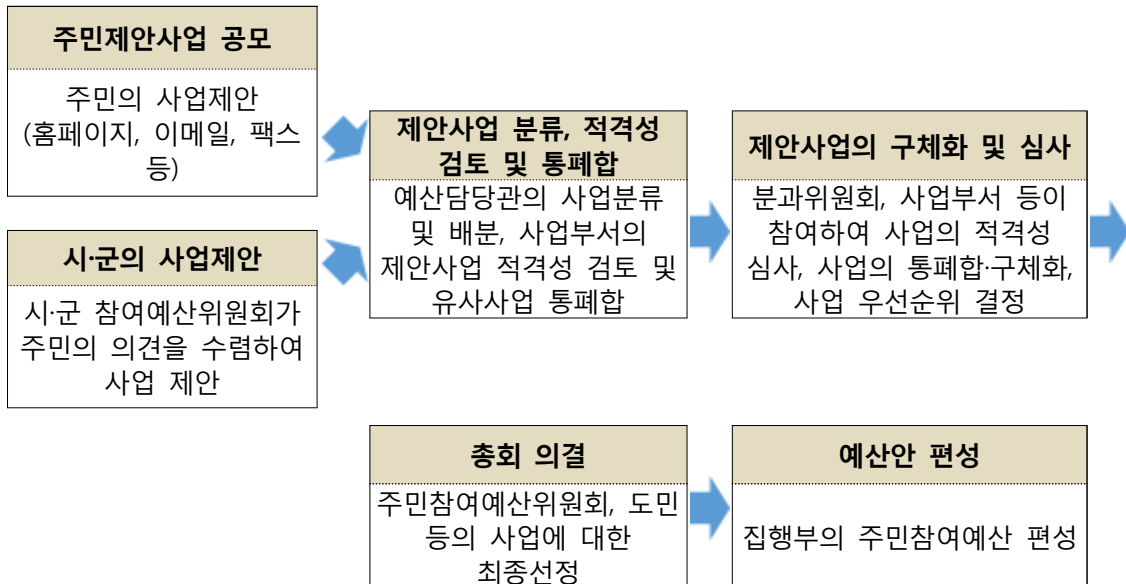 주민제안사업 공모
주민의 사업제안
(홈페이지, 이메일, 팩스
등)
시·군의 사업제안
시·군 참여예산위원회가
주민의 의견을 수렴하여
사업 제안
제안사업 분류, 적격성
검토 및 통폐합
예산담당관의 사업분류
및 배분, 사업부서의
제안사업 적격성 검토 및
유사사업 통폐합
제안사업의 구체화 및 심사
분과위원회, 사업부서 등이
참여하여 사업의 적격성
심사, 사업의 통폐합·구체화,
사업 우선순위 결정
총회 의결
주민참여예산위원회, 도민
등의 사업에 대한
최종선정
예산안 편성
집행부의 주민참여예산 편성